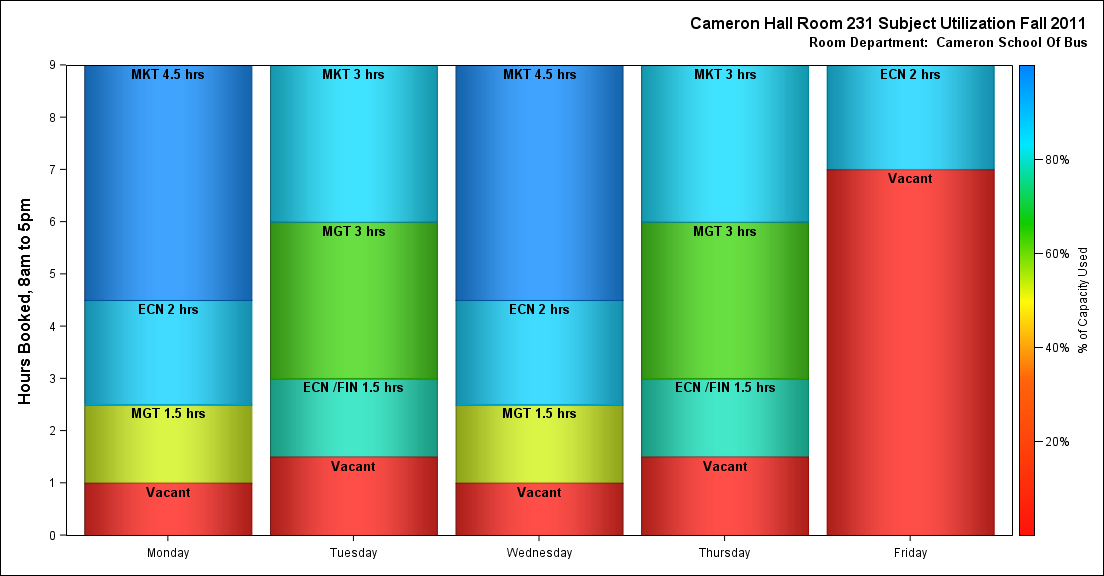 Cameron Hall Room 231 Subject Utilization Fall 2011
Room Department:  Cameron School Of Bus
Hours Booked, 8am to 5pm
9
8
7
6
5
4
3
2
1
0
MKT 4.5 hrs
ECN 2 hrs
MGT 1.5 hrs
Vacant
MKT 3 hrs
MGT 3 hrs
ECN /FIN 1.5 hrs
Vacant
MKT 4.5 hrs
ECN 2 hrs
MGT 1.5 hrs
Vacant
MKT 3 hrs
MGT 3 hrs
ECN /FIN 1.5 hrs
Vacant
ECN 2 hrs
Vacant
Monday
Tuesday
Wednesday
Thursday
Friday
80%
60%
40%
20%
% of Capacity Used